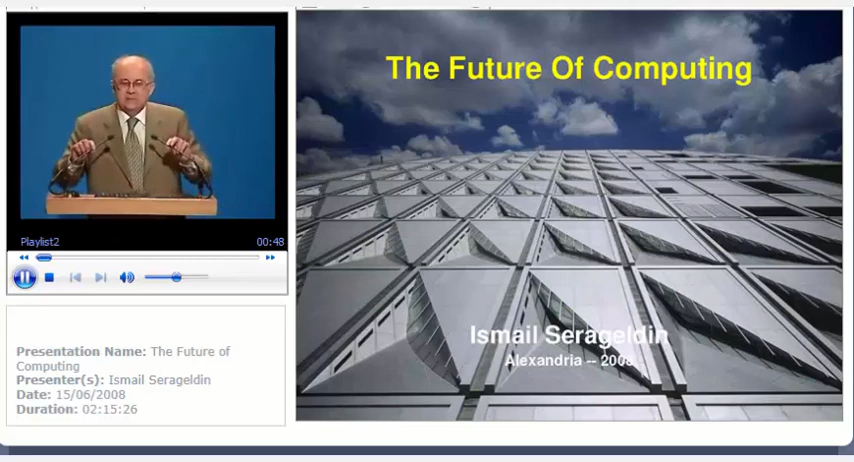 Playlist2 00:48
Presentation Name: The Future of
Computing
Presenter(s): Ismail Serageldin
Date: 15/06/2008
Duration: 02:15:26
The Future Of Computing
Ismail Serageldin
Alexandria -- 2008